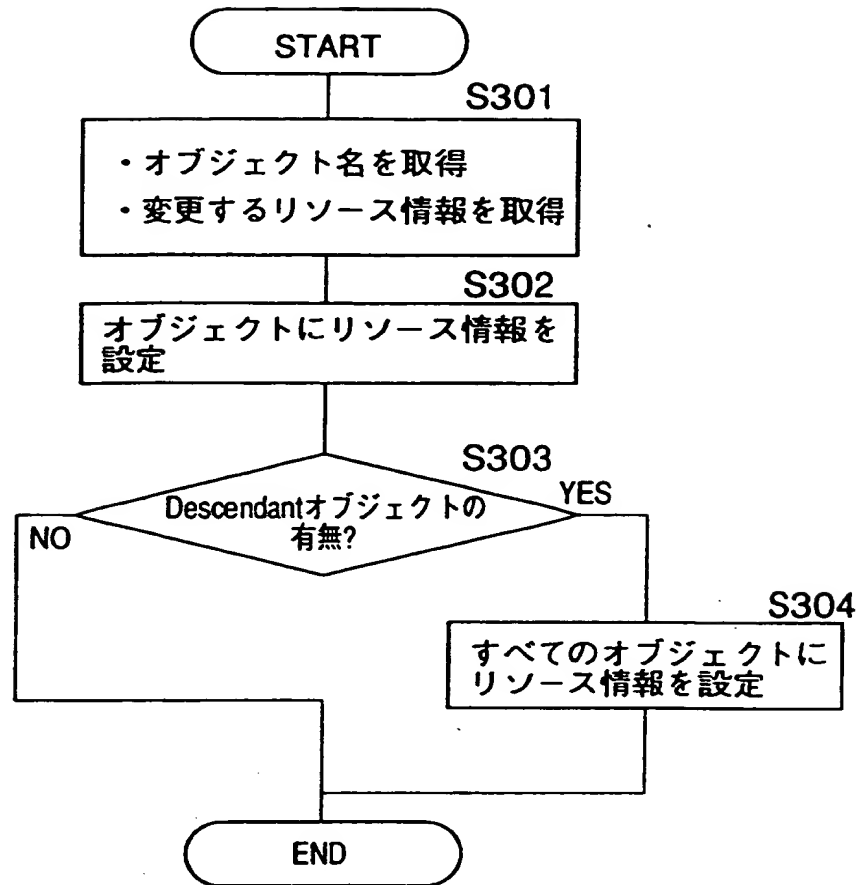 START
S301
・オブジェクト名を取得
・変更するリソース情報を取得
S302
オブジェクトにリソース情報を
設定
S303
Descendantオブジェクトの
有無?
YES
NO
S304
すべてのオブジェクトに
リソース情報を設定
END